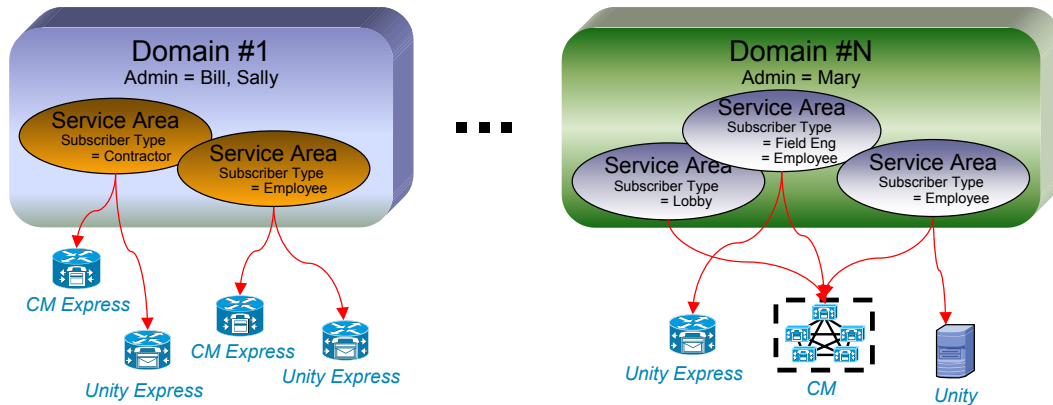 Domain #1
Admin = Bill, Sally
Service Area
Subscriber Type
= Contractor
Service Area
Subscriber Type
= Employee
CM Express
Unity Express
CM Express
Unity Express
Domain #N
Admin = Mary
Service Area
Subscriber Type
= Field Eng
= Employee
Service Area
Subscriber Type
= Lobby
Service Area
Subscriber Type
= Employee
Unity Express
CM
Unity